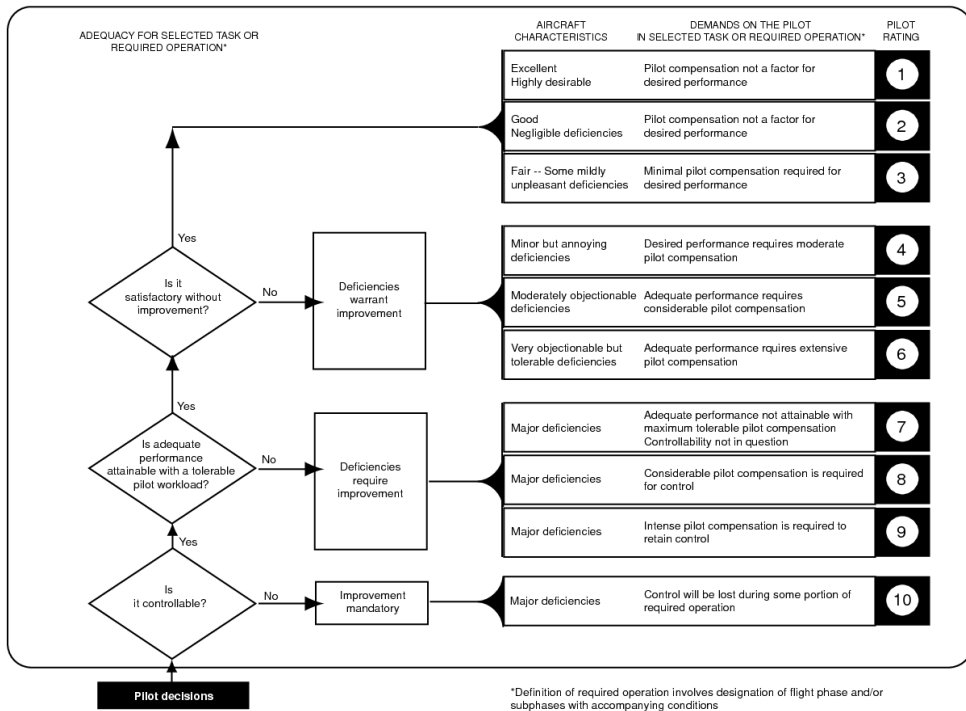 ADEQUACY FOR SELECTED TASK OR
REQUIRED OPERATION*
AIRCRAFT
CHARACTERISTICS
DEMANDS ON THE PILOT
IN SELECTED TASK OR REQUIRED OPERATION*
PILOT
RATING
Excellent
Highly desirable
Pilot compensation not a factor for
desired performance
1
Good
Negligible deficiencies
Pilot compensation not a factor for
desired performance
2
Fair -- Some mildly
unpleasant deficiencies
Minimal pilot compensation required for
desired performance
3
Yes
Is it
satisfactory without
improvement?
No
Deficiencies
warrant
improvement
Minor but annoying
deficiencies
Desired performance requires moderate
pilot compensation
4
Moderately objectionable
deficiencies
Adequate performance requires
considerable pilot compensation
5
Very objectionable but
tolerable deficiencies
Adequate performance rquires extensive
pilot compensation
6
Yes
Is adequate
performance
attainable with a tolerable
pilot workload?
No
Deficiencies
require
improvement
Major deficiencies
Adequate performance not attainable with
maximum tolerable pilot compensation
Controllability not in question
7
Major deficiencies
Considerable pilot compensation is required
for control
8
Major deficiencies
Intense pilot compensation is required to
retain control
9
Yes
Is
it controllable?
No
Improvement
mandatory
Major deficiencies
Control will be lost during some portion of
required operation
10
Pilot decisions
*Definition of required operation involves designation of flight phase and/or
subphases with accompanying conditions